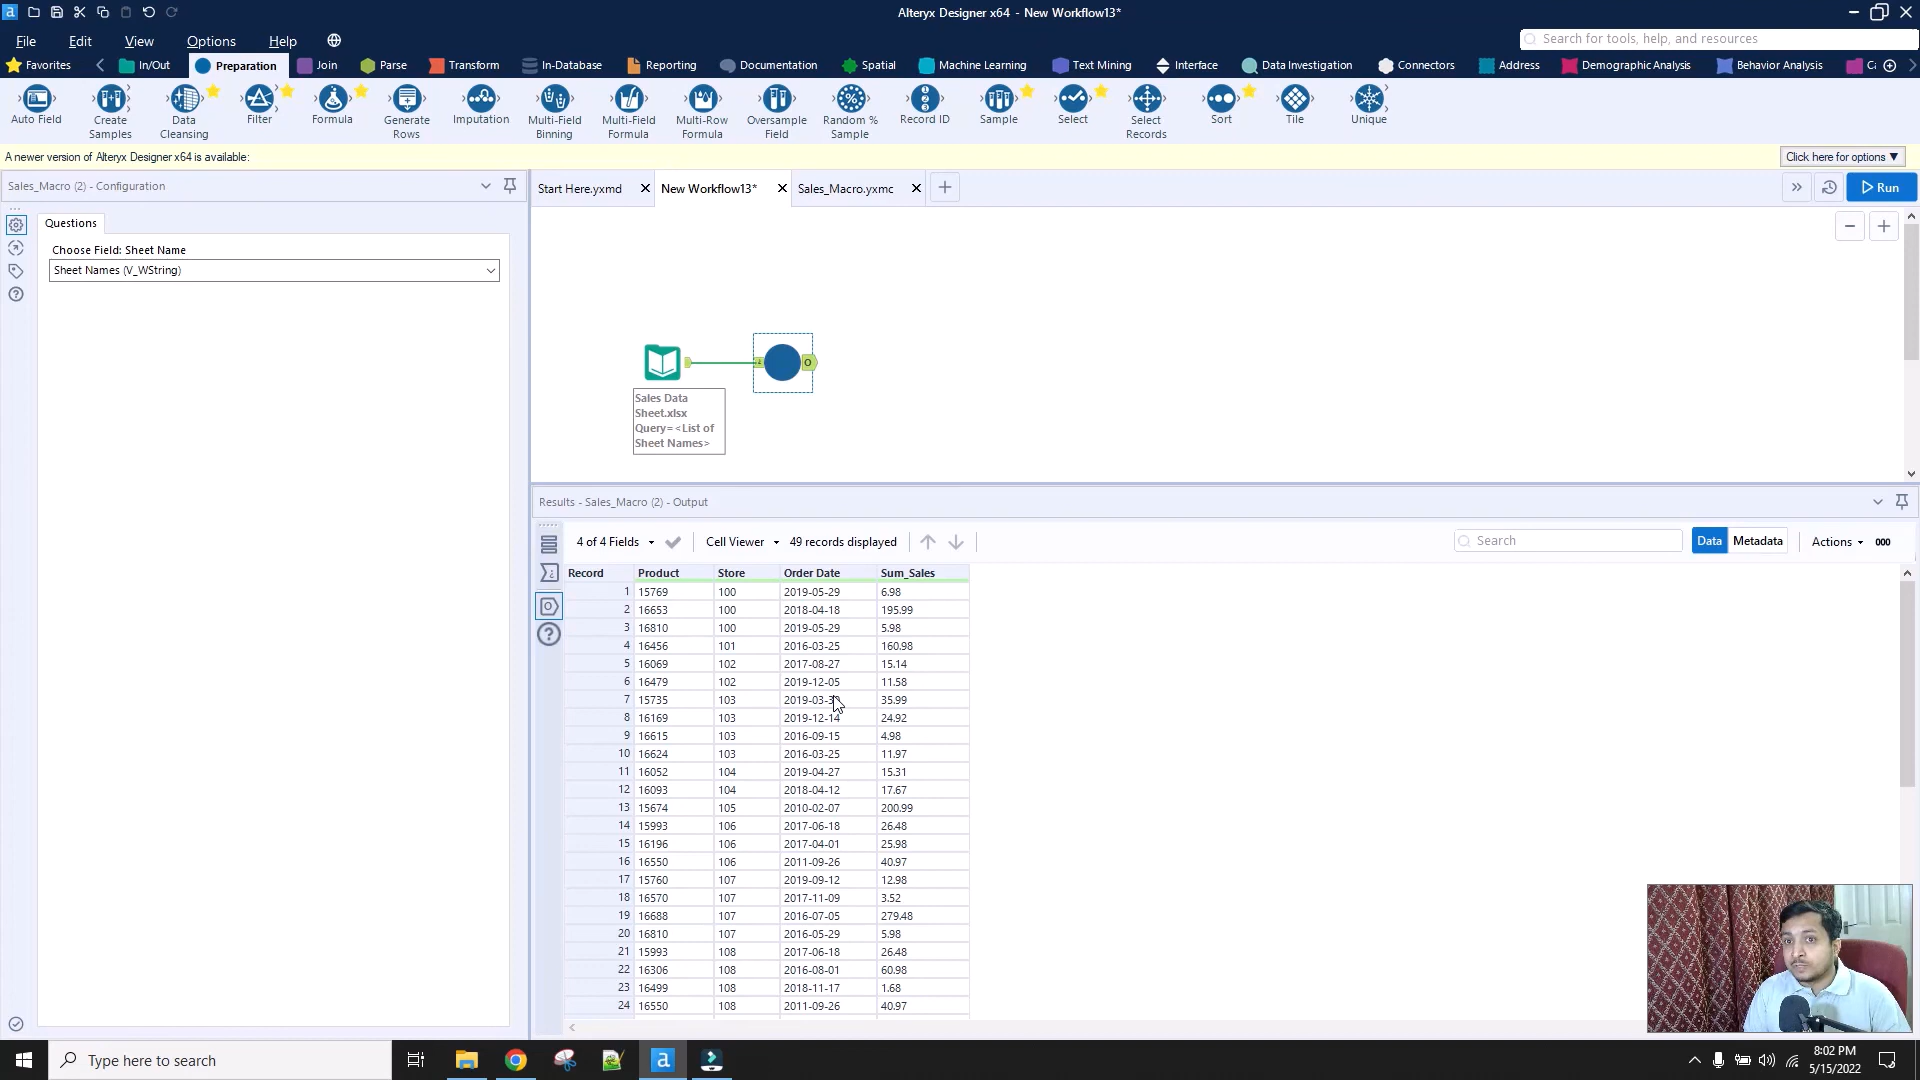 Alteryx Designer x64 - New Workflow13*
File Edit View Options Help
Search for tools, help, and resources
Favorites In/Out Preparation Join Parse Transform In-Database Reporting Documentation Spatial Machine Learning Interface Text Mining Data Investigation Connectors Address Demographic Analysis Behavior Analysis
Auto Field
Create Samples
Data Cleansing
Filter
Formula
Generate Rows
Imputation
Multi-Field Binning
Multi-Field Formula
Multi-Row Formula
Oversample Field
Random % Sample
Record ID
Sample
Select
Select Records
Sort
Tile
Unique
A newer version of Alteryx Designer x64 is available:
Click here for options ▼
Sales_Macro (2) - Configuration
Questions
Choose Field: Sheet Name
Sheet Names (V_WString)
Start Here.yxmd New Workflow13* Sales_Macro.yxmc
Run
O
Sales Data
Sheet.xlsx
Query=<List of
Sheet Names>
Results - Sales_Macro (2) - Output
4 of 4 Fields Cell Viewer 49 records displayed Search Data Metadata Actions 000
Record Product Store Order Date Sum_Sales
1 15769 100 2019-05-29 6.98
2 16653 100 2018-04-18 195.99
3 16810 100 2019-05-29 5.98
4 16456 101 2016-03-25 160.98
5 16069 102 2017-08-27 15.14
6 16479 102 2019-12-05 11.58
7 15735 103 2019-03- 35.99
8 16169 103 2019-12-14 24.92
9 16615 103 2016-09-15 4.98
10 16624 103 2016-03-25 11.97
11 16052 104 2019-04-27 15.31
12 16093 104 2018-04-12 17.67
13 15674 105 2010-02-07 200.99
14 15993 106 2017-06-18 26.48
15 16196 106 2017-04-01 25.98
16 16550 106 2011-09-26 40.97
17 15760 107 2019-09-12 12.98
18 16570 107 2017-11-09 3.52
19 16688 107 2016-07-05 279.48
20 16810 107 2016-05-29 5.98
21 15993 108 2017-06-18 26.48
22 16306 108 2016-08-01 60.98
23 16499 108 2018-11-17 1.68
24 16550 108 2011-09-26 40.97
Type here to search
8:02 PM
5/15/2022